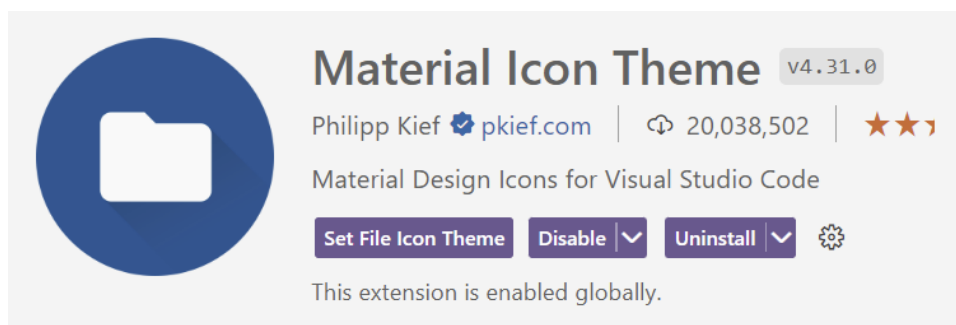 Material Icon Theme v4.31.0
Philipp Kief pkief.com 20,038,502
Material Design Icons for Visual Studio Code
Set File Icon Theme Disable Uninstall
This extension is enabled globally.